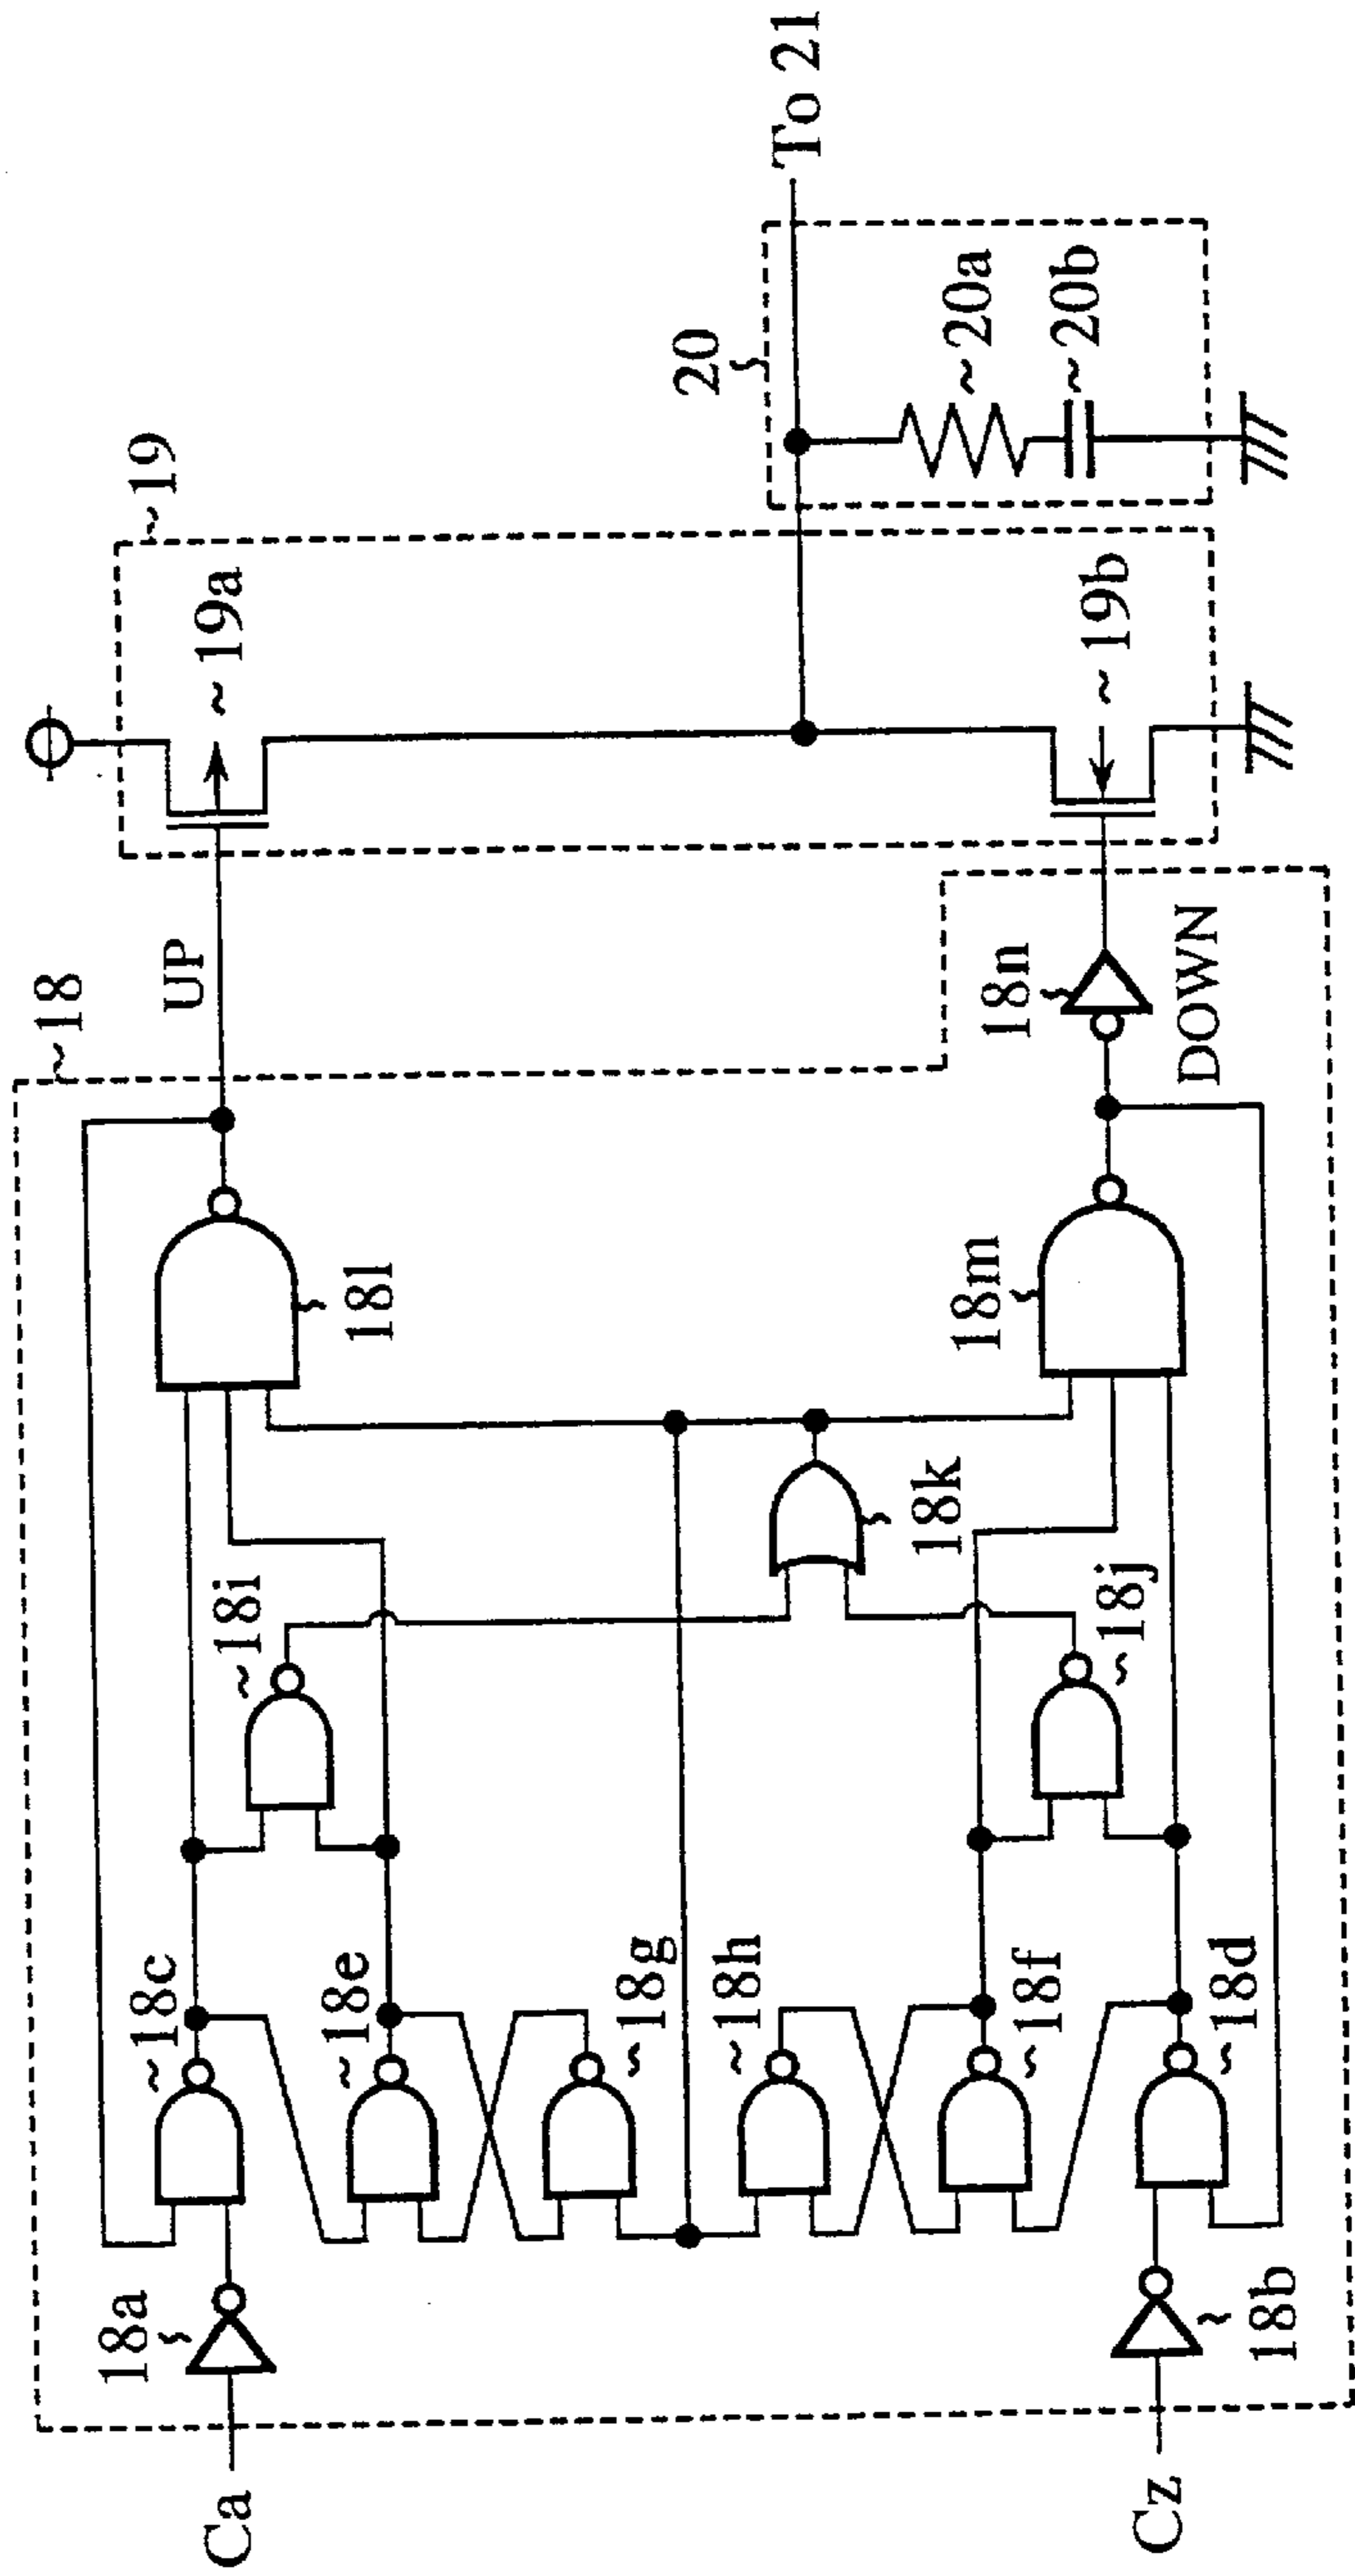 ~18
~19
UP
~19a
20
To 21
~20a
~20b
~19b
18a
Ca
~18c
~18e
~18g
~18h
~18f
~18d
18b
Cz
~18i
~18j
18k
18l
18m
18n
DOWN